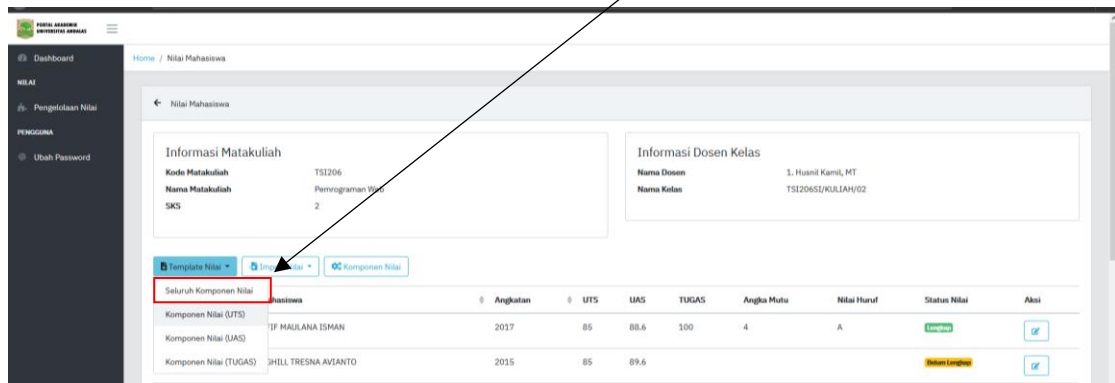 PORTAL AKADEMIK
UNIVERSITAS ANDALAS
Dashboard
NILAI
Pengelolaan Nilai
PENGGUNA
Ubah Password
Home / Nilai Mahasiswa
Nilai Mahasiswa
Informasi Matakuliah
Kode Matakuliah TSI206
Nama Matakuliah Pemrograman Web
SKS 2
Informasi Dosen Kelas
Nama Dosen 1. Husnil Kamil, MT
Nama Kelas TSI206SI/KULIAH/02
Template Nilai Nilai Komponen Nilai
Seluruh Komponen Nilai
Komponen Nilai (UTS)
Komponen Nilai (UAS)
Komponen Nilai (TUGAS)
Angkatan UTS UAS TUGAS Angka Mutu Nilai Huruf Status Nilai Aksi
MAULANA ISMAN 2017 85 88.6 100 4 A Lengkap
TRESNA AVIANTO 2015 85 89.6 Belum Lengkap